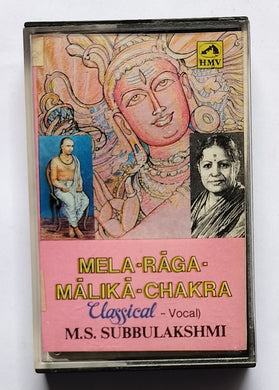 HMV
MELA-RĀGA-
MĀLIKĀ-CHAKRA
Classical - Vocal)
M.S. SUBBULAKSHMI